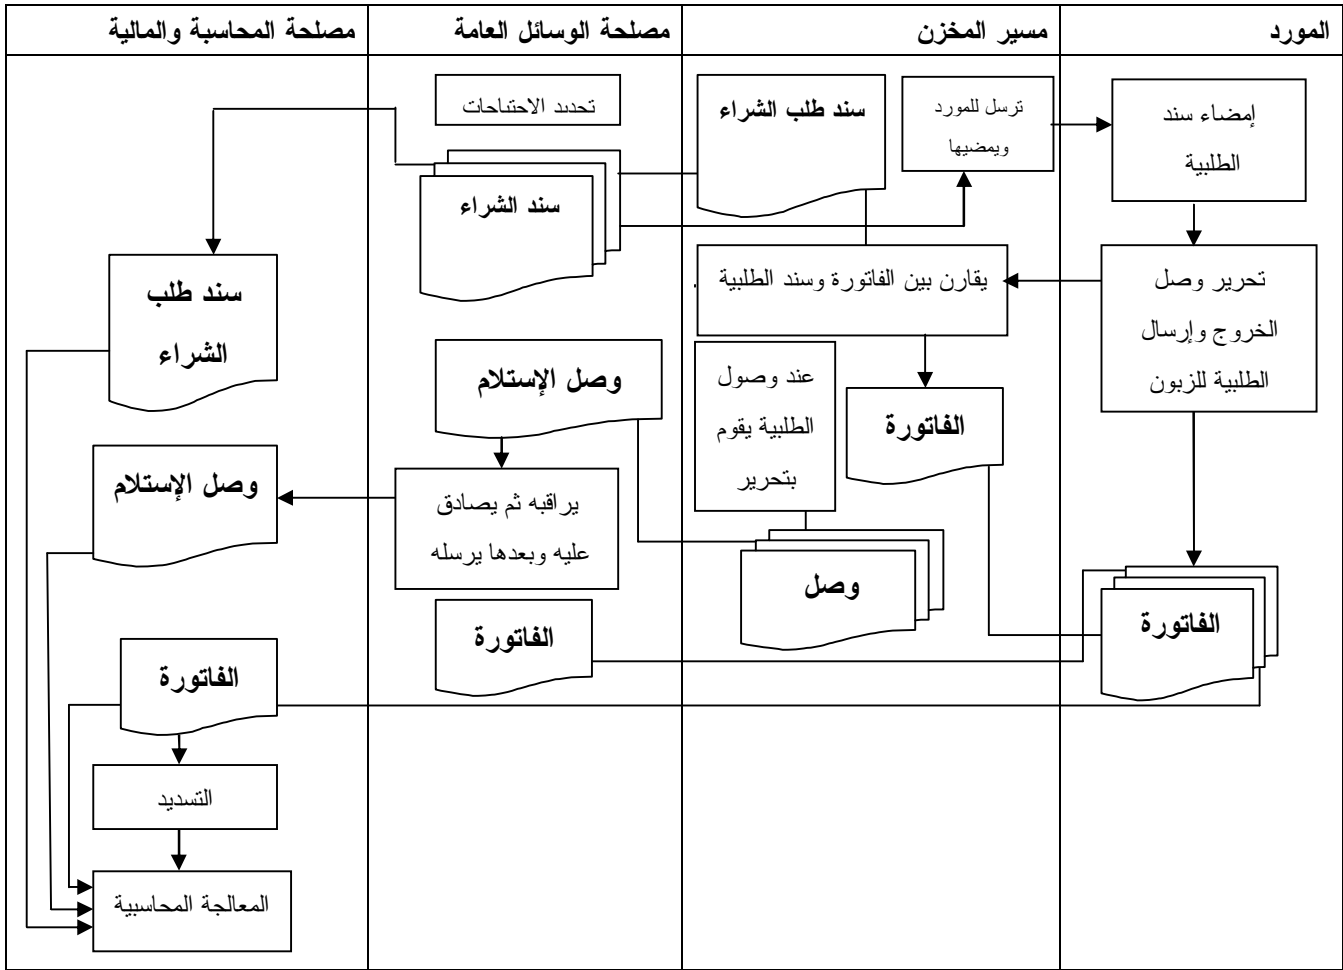 المورد
مسير المخزن
مصلحة الوسائل العامة
مصلحة المحاسبة والمالية
إمضاء سند
الطلبية
تحرير وصل
الخروج وإرسال
الطلبية للزبون
الفاتورة
ترسل للمورد
ويمضيها
سند طلب الشراء
يقارن بين الفاتورة وسند الطلبية
.
الفاتورة
عند وصول
الطلبية يقوم
بتحرير
وصل
تحديد الاحتياجات
سند الشراء
وصل الإستلام
يراقبه ثم يصادق
عليه وبعدها يرسله
الفاتورة
سند طلب
الشراء
وصل الإستلام
الفاتورة
التسديد
المعالجة المحاسبية